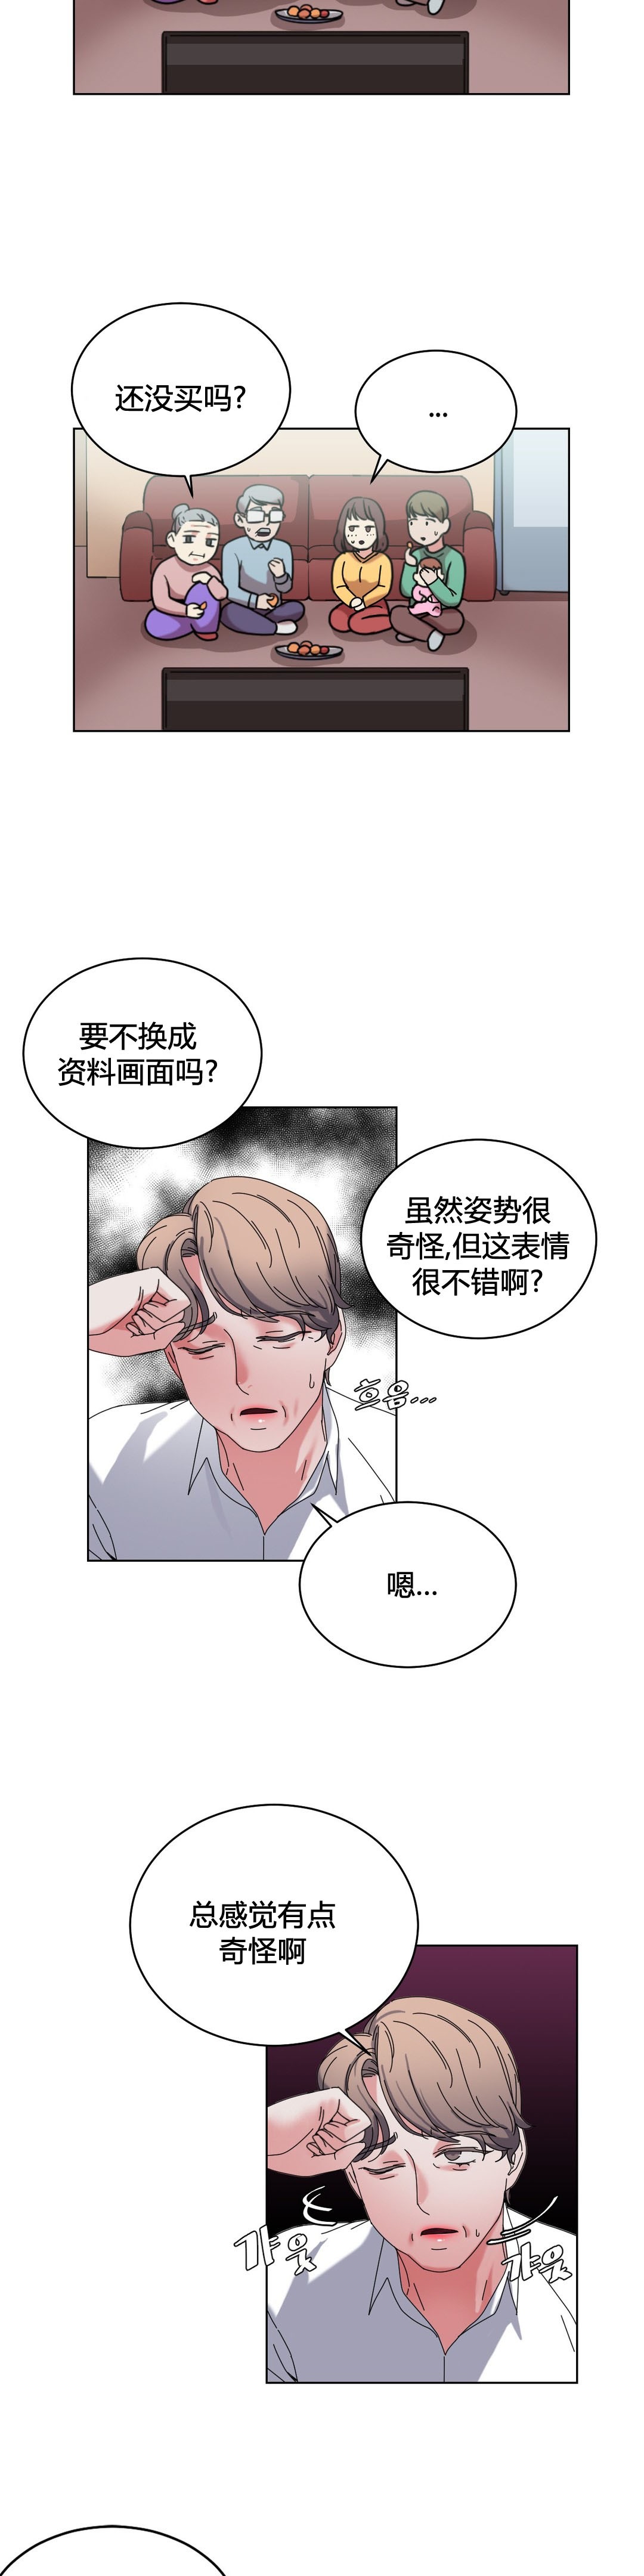 还没买吗?
...
要不换成
资料画面吗?
虽然姿势很
奇怪,但这表情
很不错啊?
흐음...
嗯...
总感觉有点
奇怪啊
갸웃
갸웃